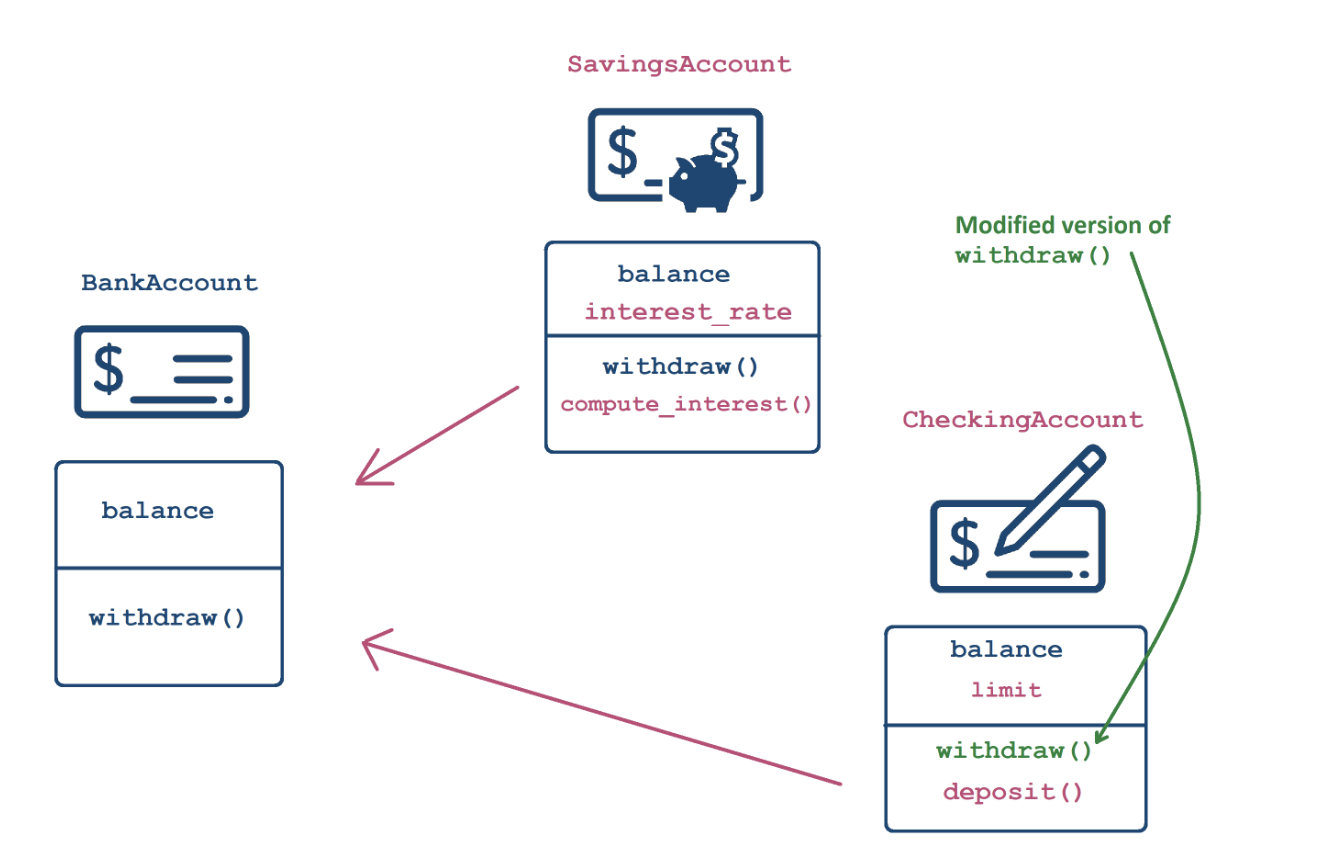 SavingsAccount
$
$
balance
interest_rate
withdraw()
compute_interest()
Modified version of
withdraw()
BankAccount
$
balance
withdraw()
CheckingAccount
$
balance
limit
withdraw()
deposit()